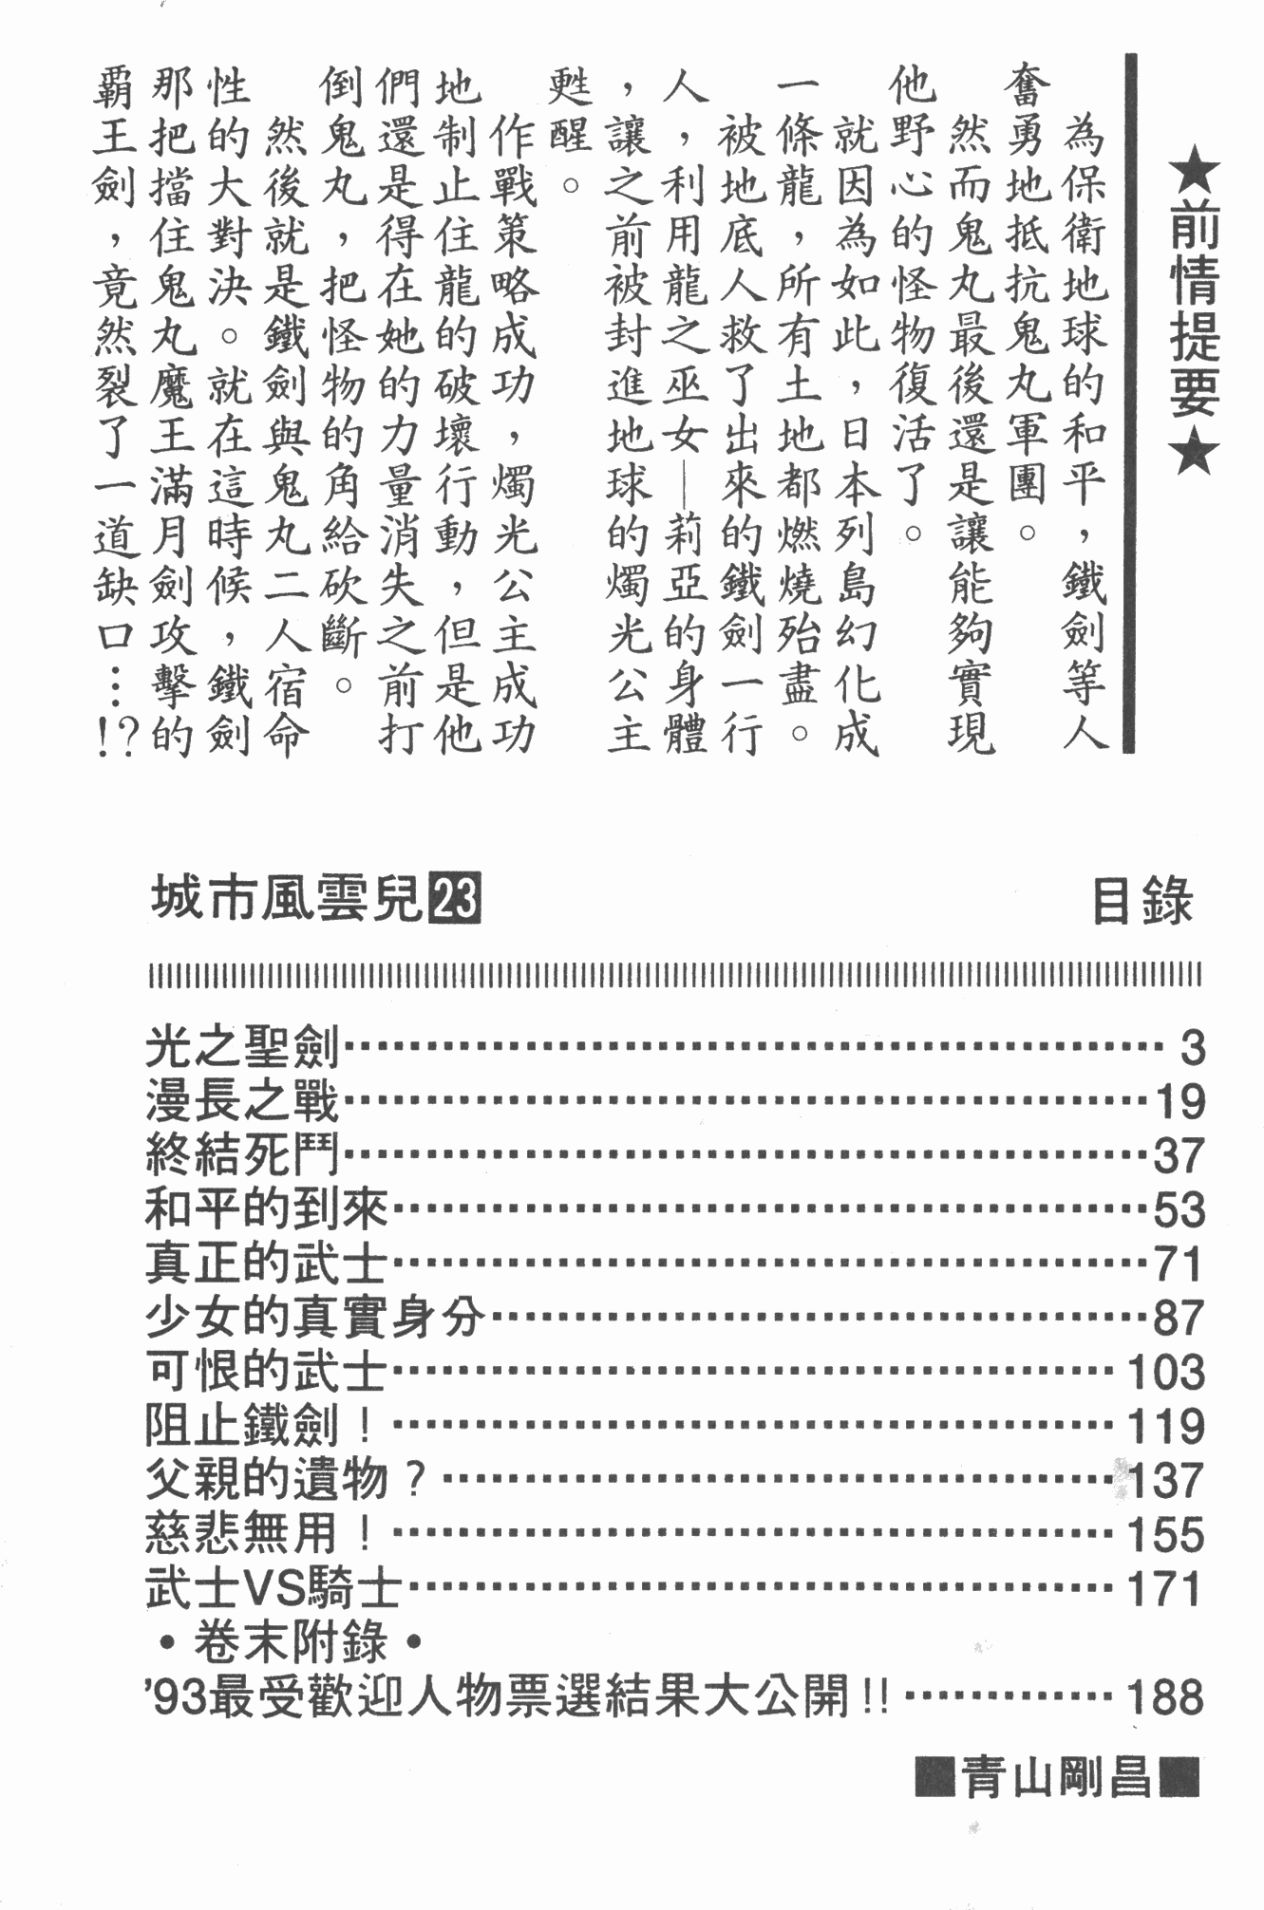 ★前情提要★
為保衛地球的和平，鐵劍等人
奮勇地抵抗鬼丸軍團。
然而鬼丸最後還是讓能夠實現
他野心的怪物復活了。
就因為如此，日本列島幻化成
一條龍，所有土地都燃燒殆盡。
被地底人救了出來的鐵劍一行
人，利用龍之巫女—莉亞的身體
，讓之前被封進地球的燭光公主
甦醒。
作戰策略成功，燭光公主成功
地制止住龍的破壞行動，但是他
們還是得在她的力量消失之前打
倒鬼丸，把怪物的角給砍斷。
然後就是鐵劍與鬼丸二人宿命
性的大對決。就在這時候，鐵劍
那把擋住鬼丸魔王滿月劍攻擊的
霸王劍，竟然裂了一道缺口…!?
城市風雲兒23
目錄
光之聖劍 3
漫長之戰 19
終結死鬥 37
和平的到來 53
真正的武士 71
少女的真實身分 87
可恨的武士 103
阻止鐵劍！ 119
父親的遺物？ 137
慈悲無用！ 155
武士VS騎士 171
•卷末附錄•
'93最受歡迎人物票選結果大公開!! 188
■青山剛昌■